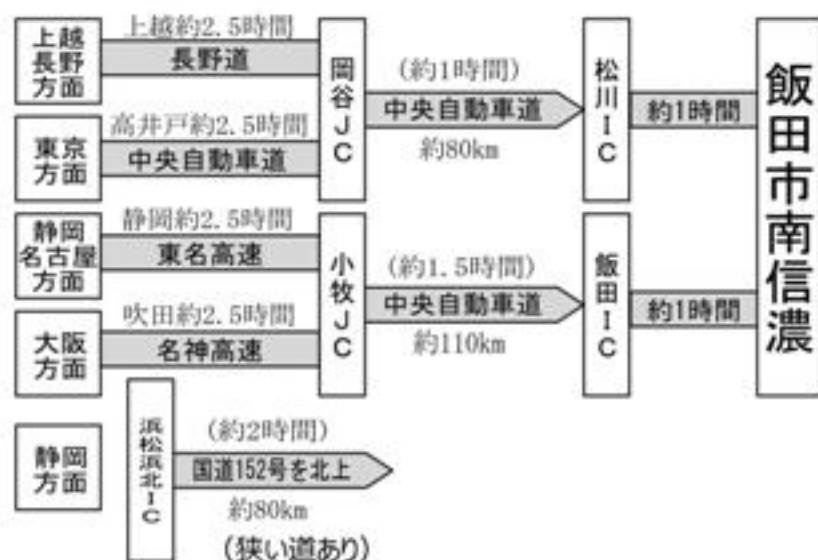 上越
長野
方面
上越約2.5時間
長野道
東京
方面
高井戸約2.5時間
中央自動車道
岡谷JC
(約1時間)
中央自動車道
約80km
松川IC
約1時間
静岡
名古屋
方面
静岡約2.5時間
東名高速
大阪
方面
吹田約2.5時間
名神高速
小牧JC
(約1.5時間)
中央自動車道
約110km
飯田IC
約1時間
飯田市南信濃
静岡
方面
浜松浜北IC
(約2時間)
国道152号を北上
約80km
(狭い道あり)